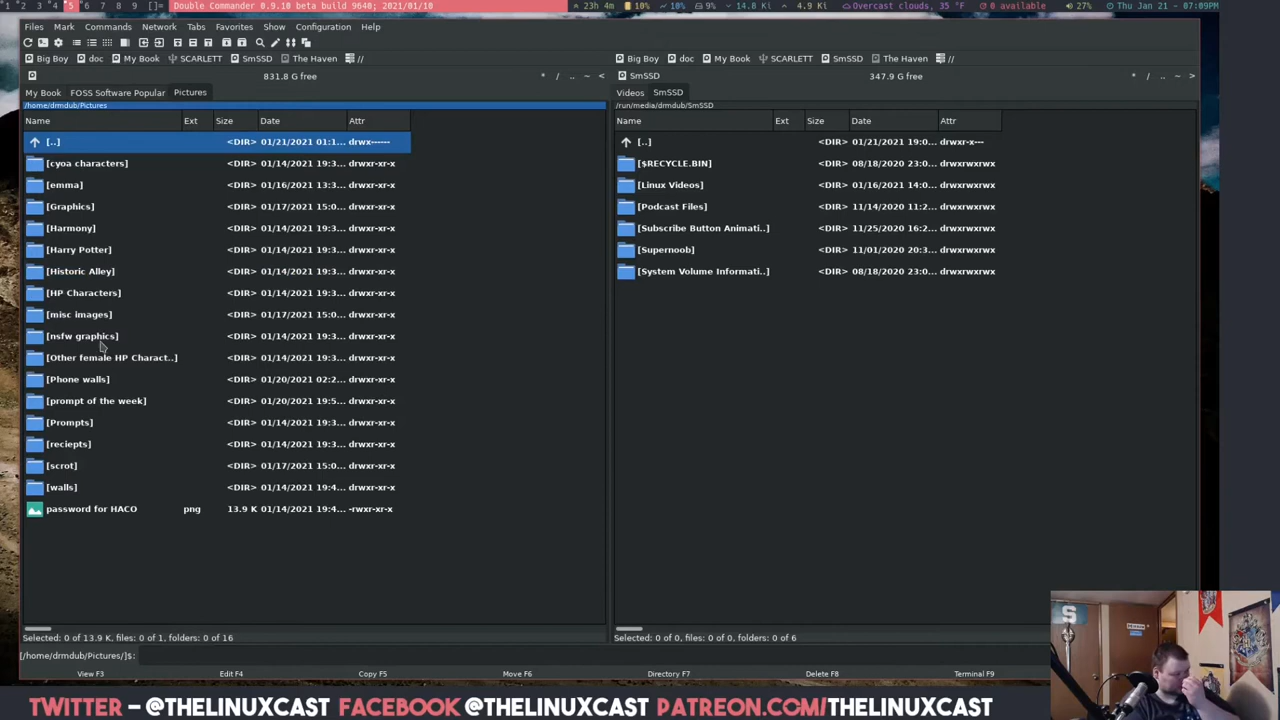 1 2 3 4 5 6 7 8 9 []= Double Commander 0.9.10 beta build 9640; 2021/01/10 23h 4m 10% 10% 9% 14.8 Ki 4.9 Ki Overcast clouds, 35 °F 0 available 27% Thu Jan 21 - 07:09PM
Files Mark Commands Network Tabs Favorites Show Configuration Help
Big Boy doc My Book SCARLETT SmSSD The Haven // Big Boy doc My Book SCARLETT SmSSD The Haven //
831.8 G free * / .. ~ < SmSSD 347.9 G free * / .. ~ >
My Book FOSS Software Popular Pictures Videos SmSSD
/home/drmdub/Pictures /run/media/drmdub/SmSSD
Name Ext Size Date Attr Name Ext Size Date Attr
[..] <DIR> 01/21/2021 01:1... drwx------ [..] <DIR> 01/21/2021 19:0... drwxr-x---
[cyoa characters] <DIR> 01/14/2021 19:3... drwxr-xr-x [$RECYCLE.BIN] <DIR> 08/18/2020 23:0... drwxrwxrwx
[emma] <DIR> 01/16/2021 13:3... drwxr-xr-x [Linux Videos] <DIR> 01/16/2021 14:0... drwxrwxrwx
[Graphics] <DIR> 01/17/2021 15:0... drwxr-xr-x [Podcast Files] <DIR> 11/14/2020 11:2... drwxrwxrwx
[Harmony] <DIR> 01/14/2021 19:3... drwxr-xr-x [Subscribe Button Animati..] <DIR> 11/25/2020 16:2... drwxrwxrwx
[Harry Potter] <DIR> 01/14/2021 19:3... drwxr-xr-x [Supernoob] <DIR> 11/01/2020 20:3... drwxrwxrwx
[Historic Alley] <DIR> 01/14/2021 19:3... drwxr-xr-x [System Volume Informati..] <DIR> 08/18/2020 23:0... drwxrwxrwx
[HP Characters] <DIR> 01/14/2021 19:3... drwxr-xr-x
[misc images] <DIR> 01/17/2021 15:0... drwxr-xr-x
[nsfw graphics] <DIR> 01/14/2021 19:3... drwxr-xr-x
[Other female HP Charact..] <DIR> 01/14/2021 19:3... drwxr-xr-x
[Phone walls] <DIR> 01/20/2021 02:2... drwxr-xr-x
[prompt of the week] <DIR> 01/20/2021 19:5... drwxr-xr-x
[Prompts] <DIR> 01/14/2021 19:3... drwxr-xr-x
[reciepts] <DIR> 01/14/2021 19:3... drwxr-xr-x
[scrot] <DIR> 01/17/2021 15:0... drwxr-xr-x
[walls] <DIR> 01/14/2021 19:4... drwxr-xr-x
password for HACO png 13.9 K 01/14/2021 19:4... -rwxr-xr-x
Selected: 0 of 13.9 K, files: 0 of 1, folders: 0 of 16 Selected: 0 of 0, files: 0 of 0, folders: 0 of 6
[/home/drmdub/Pictures/]$:
View F3 Edit F4 Copy F5 Move F6 Directory F7 Delete F8 Terminal F9
TWITTER - @THELINUXCAST FACEBOOK @THELINUXCAST PATREON.COM/THELINUXCAST